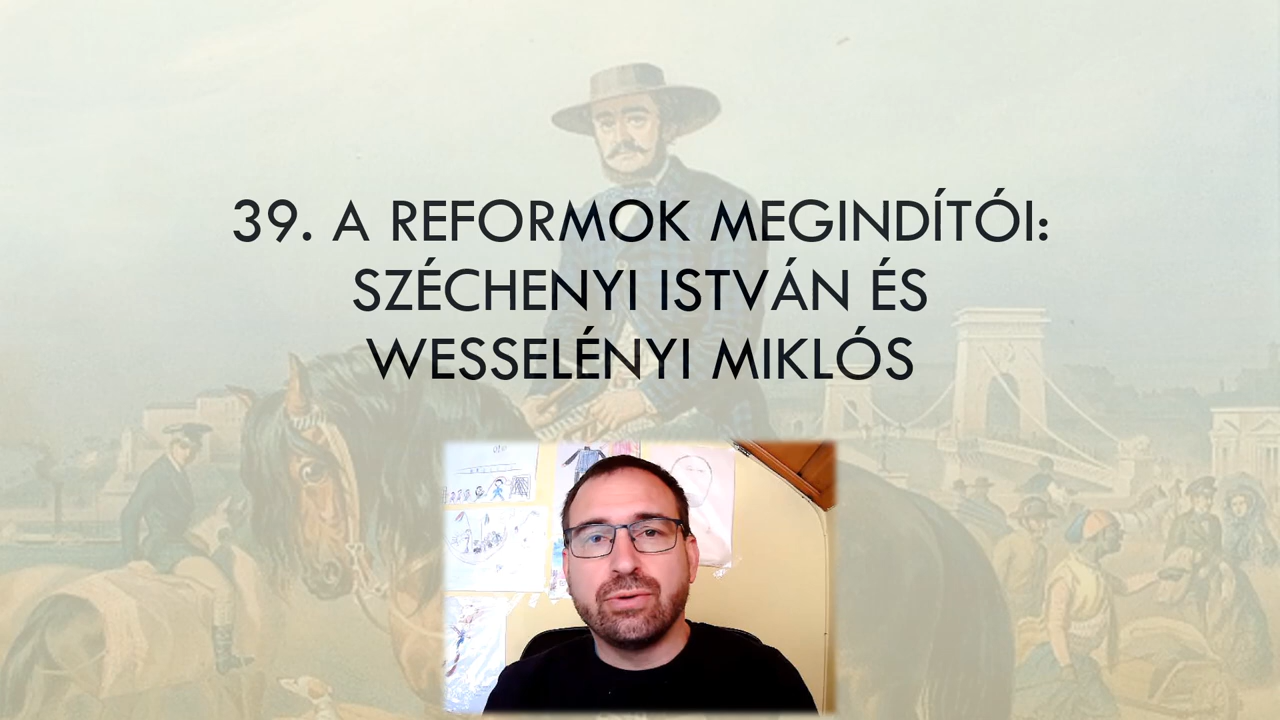 39. A REFORMOK MEGINDÍTÓI:
SZÉCHENYI ISTVÁN ÉS
WESSELÉNYI MIKLÓS